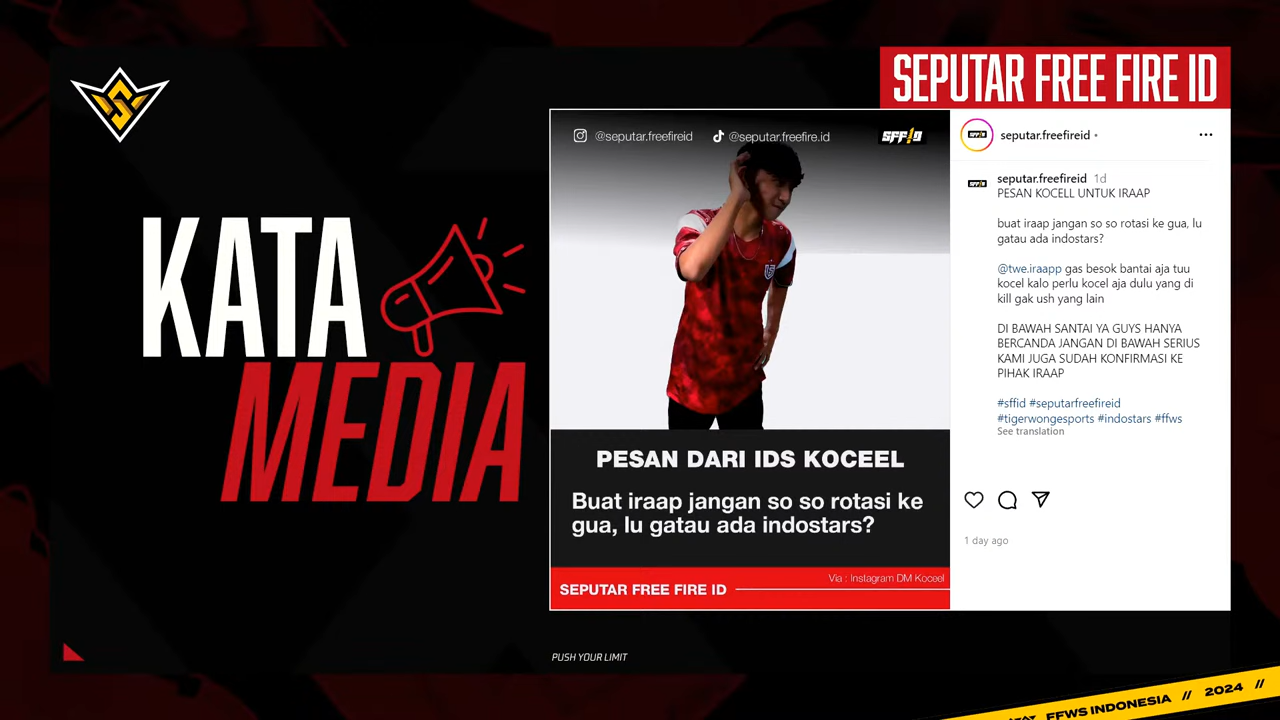 SEPUTAR FREE FIRE ID
KATA
MEDIA
@seputar.freefireid
@seputar.freefire.id
SFF!D
PESAN DARI IDS KOCEEL
Buat iraap jangan so so rotasi ke
gua, lu gatau ada indostars?
Via : Instagram DM Koceel
SEPUTAR FREE FIRE ID
seputar.freefireid
seputar.freefireid 1d
PESAN KOCELL UNTUK IRAAP
buat iraap jangan so so rotasi ke gua, lu
gatau ada indostars?
@twe.iraapp gas besok bantai aja tuu
kocel kalo perlu kocel aja dulu yang di
kill gak ush yang lain
DI BAWAH SANTAI YA GUYS HANYA
BERCANDA JANGAN DI BAWAH SERIUS
KAMI JUGA SUDAH KONFIRMASI KE
PIHAK IRAAP
#sffid #seputarfreefireid
#tigerwongesports #indostars #ffws
See translation
1 day ago
PUSH YOUR LIMIT
FFWS INDONESIA // 2024 //